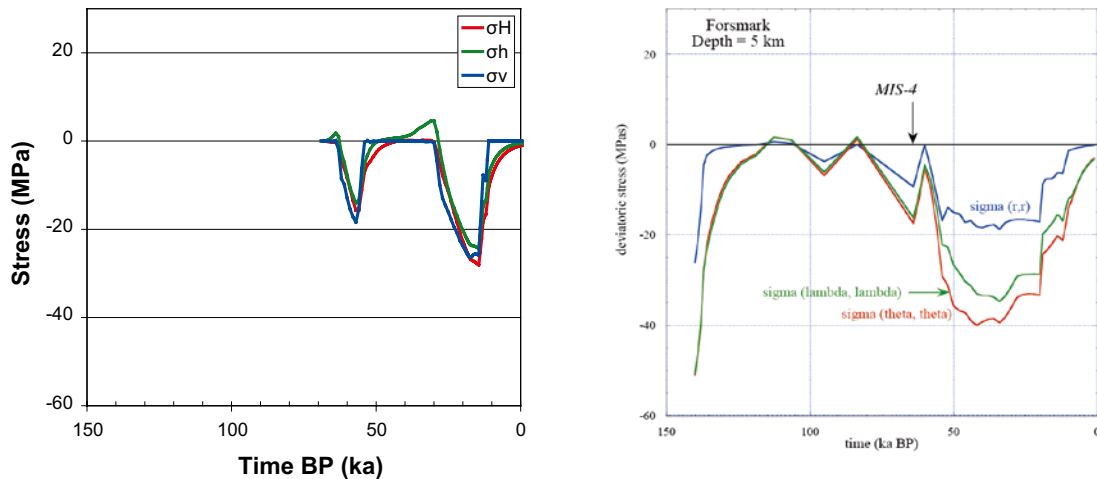 σH
σh
σv
20
0
-20
-40
-60
150
100
50
0
Stress (MPa)
Time BP (ka)
Forsmark
Depth = 5 km
MIS-4
sigma (r,r)
sigma (lambda, lambda)
sigma (theta, theta)
20
0
-20
-40
-60
150
100
50
deviatoric stress (MPas)
time (ka BP)